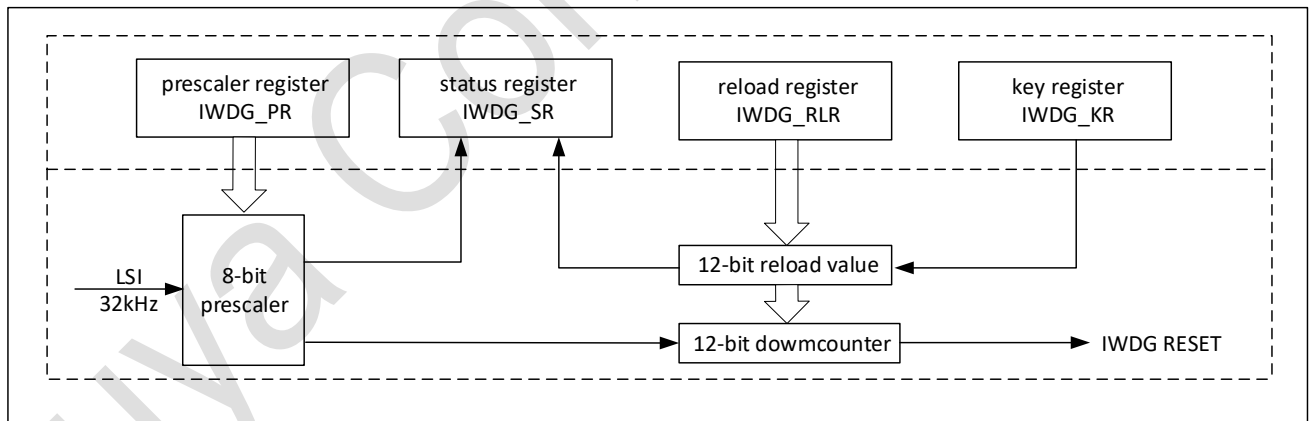 prescaler register
IWDG_PR
status register
IWDG_SR
reload register
IWDG_RLR
key register
IWDG_KR
LSI
32kHz
8-bit
prescaler
12-bit reload value
12-bit dowmcounter
IWDG RESET